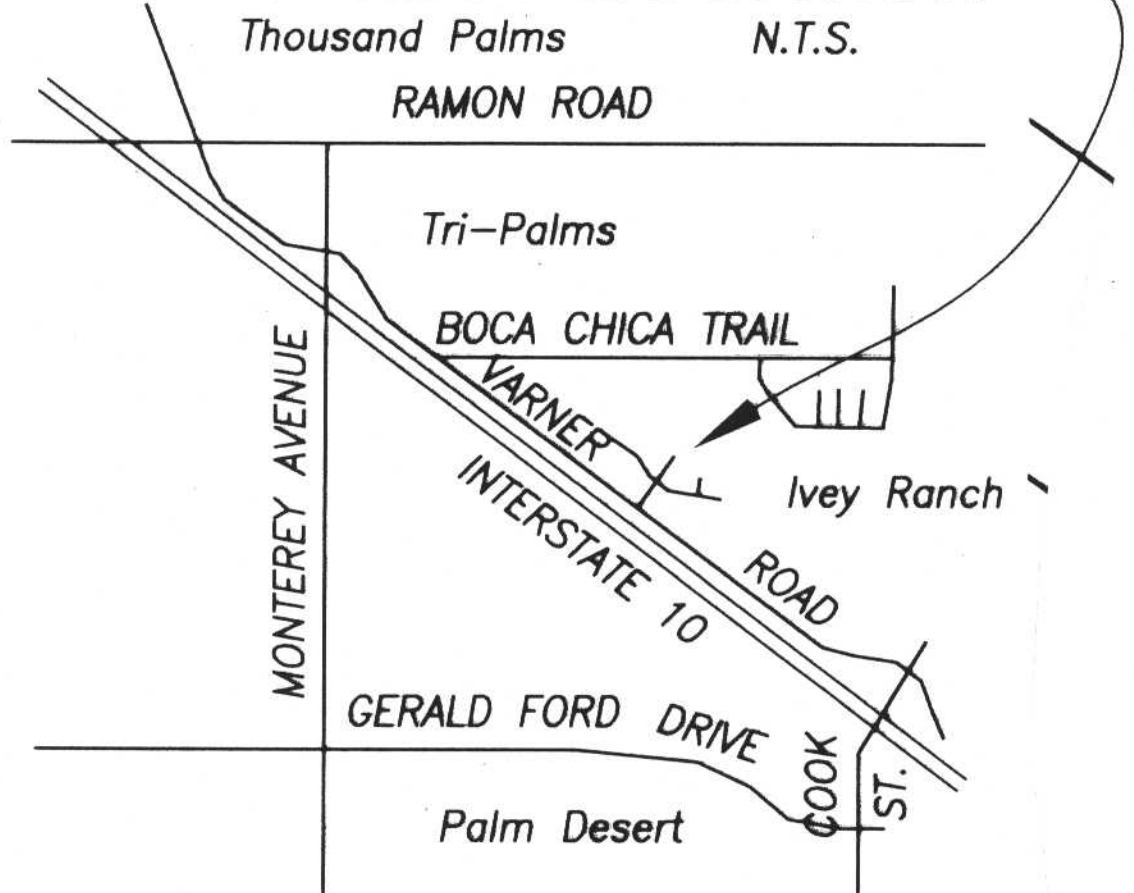 Thousand Palms
N.T.S.
RAMON ROAD
Tri-Palms
BOCA CHICA TRAIL
VARNER
ROAD
MONTEREY AVENUE
INTERSTATE 10
Ivey Ranch
GERALD FORD DRIVE
COOK
ST.
Palm Desert